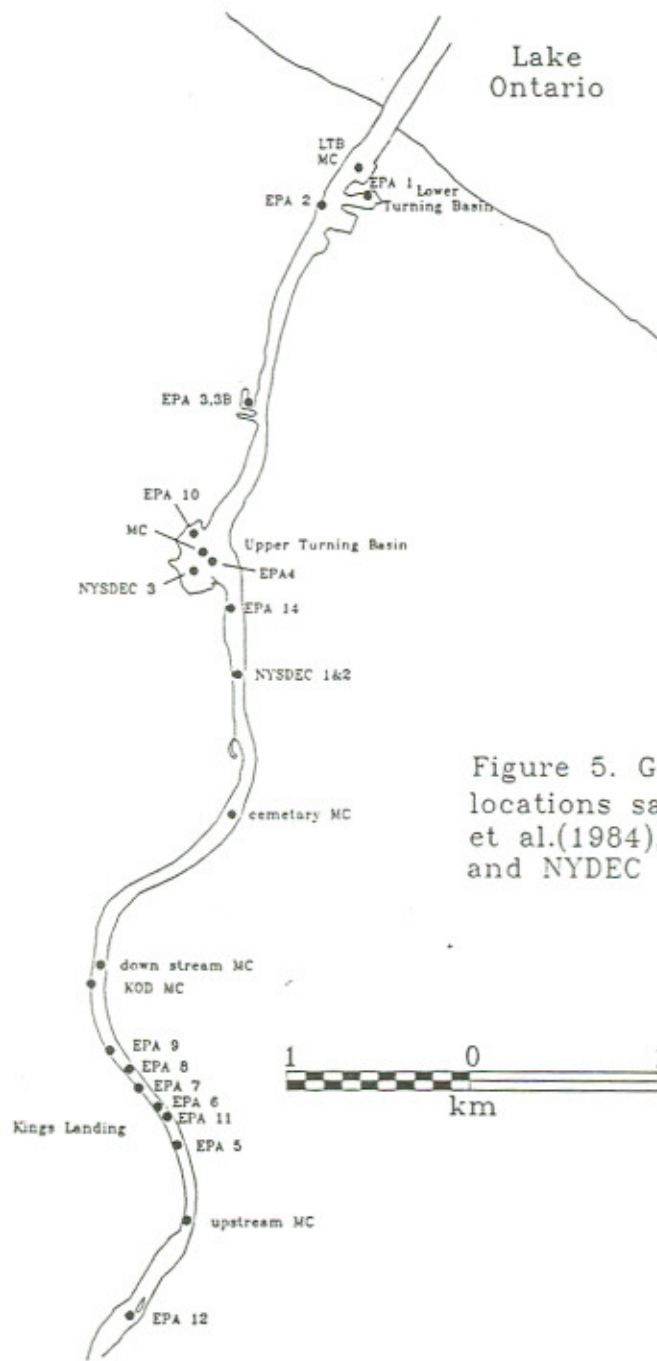 Lake
Ontario
LTB
MC
EPA 1
Lower
Turning Basin
EPA 2
EPA 3,3B
EPA 10
MC
Upper Turning Basin
EPA4
NYSDEC 3
EPA 14
NYSDEC 1&2
Figure 5. G
locations sa
et al.(1984)
and NYDEC
cemetary MC
down stream MC
KOD MC
1 0
km
EPA 9
EPA 8
EPA 7
EPA 6
EPA 11
Kings Landing
EPA 5
upstream MC
EPA 12